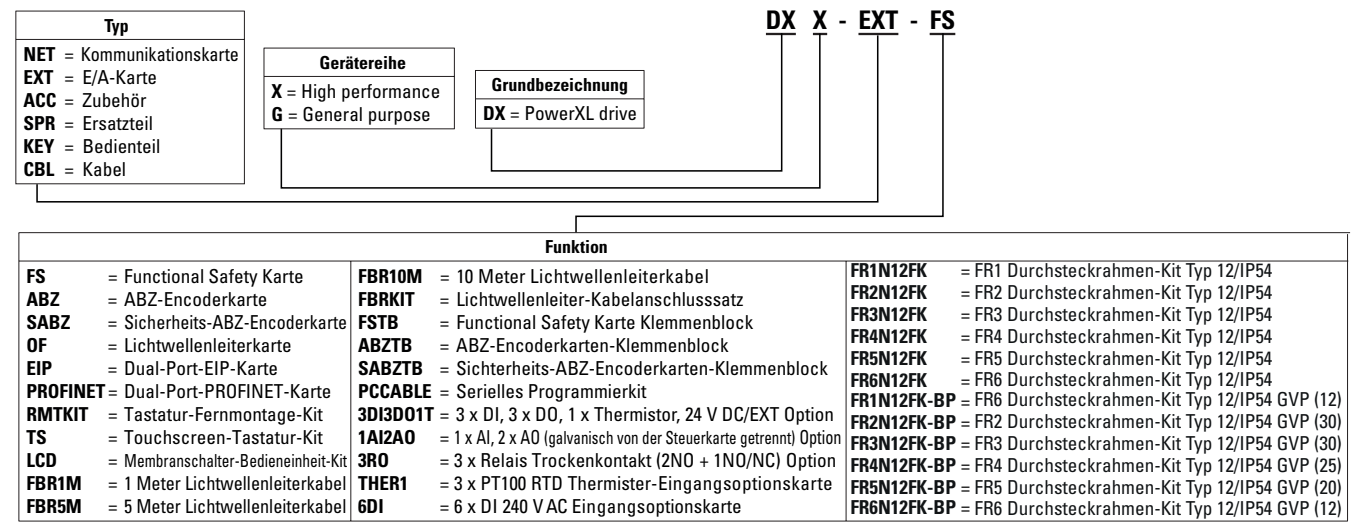 DX X - EXT - FS
Typ
NET = Kommunikationskarte
EXT = E/A-Karte
ACC = Zubehör
SPR = Ersatzteil
KEY = Bedienteil
CBL = Kabel
Gerätereihe
X = High performance
G = General purpose
Grundbezeichnung
DX = PowerXL drive
Funktion
FS = Functional Safety Karte
ABZ = ABZ-Encoderkarte
SABZ = Sicherheits-ABZ-Encoderkarte
OF = Lichtwellenleiterkarte
EIP = Dual-Port-EIP-Karte
PROFINET = Dual-Port-PROFINET-Karte
RMTKIT = Tastatur-Fernmontage-Kit
TS = Touchscreen-Tastatur-Kit
LCD = Membranschalter-Bedieneinheit-Kit
FBR1M = 1 Meter Lichtwellenleiterkabel
FBR5M = 5 Meter Lichtwellenleiterkabel
FBR10M = 10 Meter Lichtwellenleiterkabel
FBRKIT = Lichtwellenleiter-Kabelanschlusssatz
FSTB = Functional Safety Karte Klemmenblock
ABZTB = ABZ-Encoderkarten-Klemmenblock
SABZTB = Sichterheits-ABZ-Encoderkarten-Klemmenblock
PCCABLE = Serielles Programmierkit
3DI3DO1T = 3 x DI, 3 x DO, 1 x Thermistor, 24 V DC/EXT Option
1AI2AO = 1 x AI, 2 x AO (galvanisch von der Steuerkarte getrennt) Option
3RO = 3 x Relais Trockenkontakt (2NO + 1NO/NC) Option
THER1 = 3 x PT100 RTD Thermister-Eingangsoptionskarte
6DI = 6 x DI 240 V AC Eingangsoptionskarte
FR1N12FK = FR1 Durchsteckrahmen-Kit Typ 12/IP54
FR2N12FK = FR2 Durchsteckrahmen-Kit Typ 12/IP54
FR3N12FK = FR3 Durchsteckrahmen-Kit Typ 12/IP54
FR4N12FK = FR4 Durchsteckrahmen-Kit Typ 12/IP54
FR5N12FK = FR5 Durchsteckrahmen-Kit Typ 12/IP54
FR6N12FK = FR6 Durchsteckrahmen-Kit Typ 12/IP54
FR1N12FK-BP = FR6 Durchsteckrahmen-Kit Typ 12/IP54 GVP (12)
FR2N12FK-BP = FR2 Durchsteckrahmen-Kit Typ 12/IP54 GVP (30)
FR3N12FK-BP = FR3 Durchsteckrahmen-Kit Typ 12/IP54 GVP (30)
FR4N12FK-BP = FR4 Durchsteckrahmen-Kit Typ 12/IP54 GVP (25)
FR5N12FK-BP = FR5 Durchsteckrahmen-Kit Typ 12/IP54 GVP (20)
FR6N12FK-BP = FR6 Durchsteckrahmen-Kit Typ 12/IP54 GVP (12)